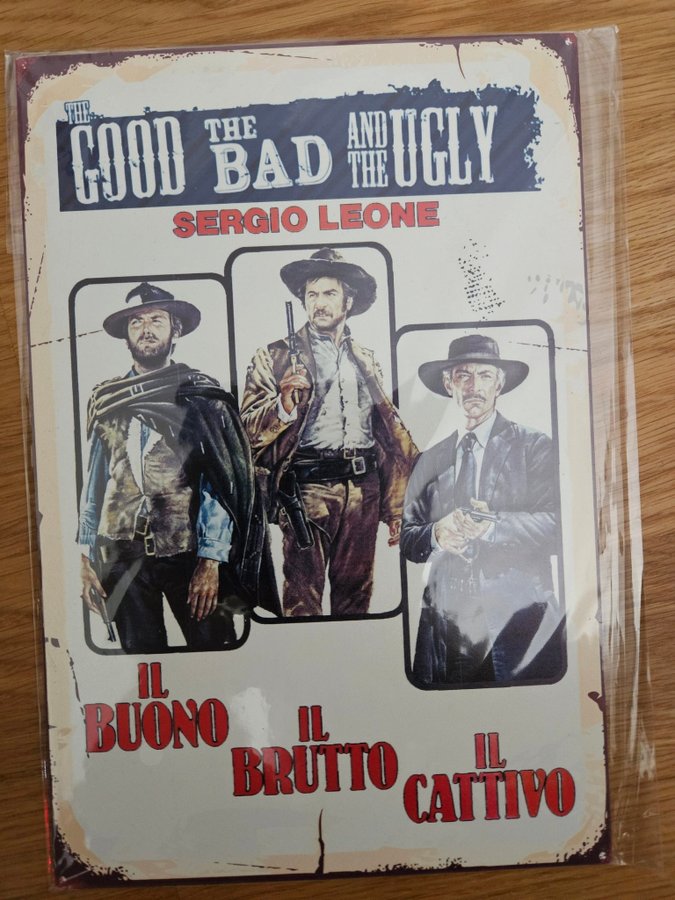 THE GOOD THE BAD AND THE UGLY
SERGIO LEONE
IL
BUONO
IL
BRUTTO
IL
CATTIVO